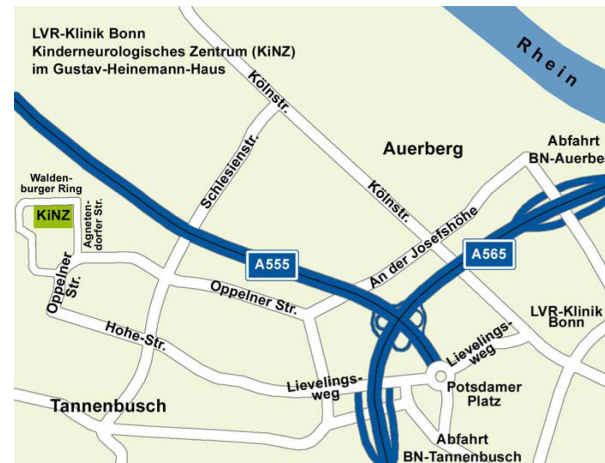 LVR-Klinik Bonn
Kinderneurologisches Zentrum (KiNZ)
im Gustav-Heinemann-Haus
Rhein
Kölnstr.
Auerberg
Abfahrt
BN-Auerbe
Schlesienstr.
Kölnstr.
Walden-
burger Ring
KiNZ
Agneten-
dorfer Str.
An der Josefshöhe
A555
A565
Oppelner
Str.
Oppelner Str.
LVR-Klinik
Bonn
Hohe-Str.
Lievelings-
weg
Lievelings-
weg
Potsdamer
Platz
Tannenbusch
Abfahrt
BN-Tannenbusch